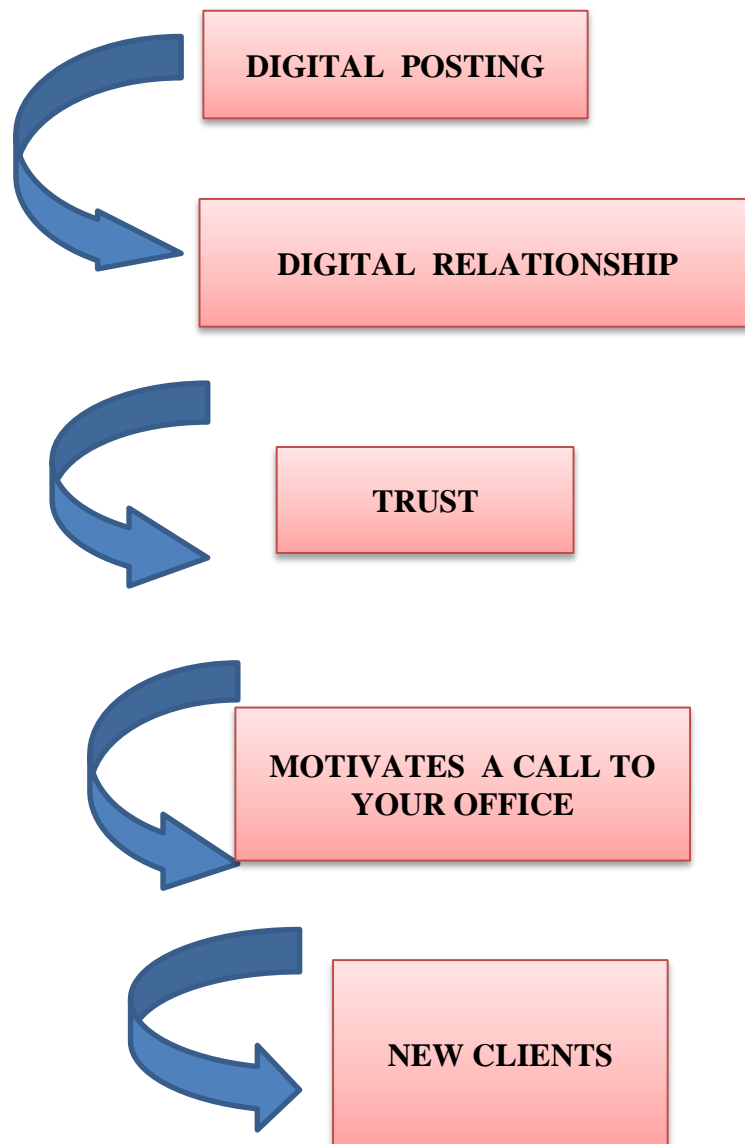 DIGITAL POSTING
DIGITAL RELATIONSHIP
TRUST
MOTIVATES A CALL TO
YOUR OFFICE
NEW CLIENTS